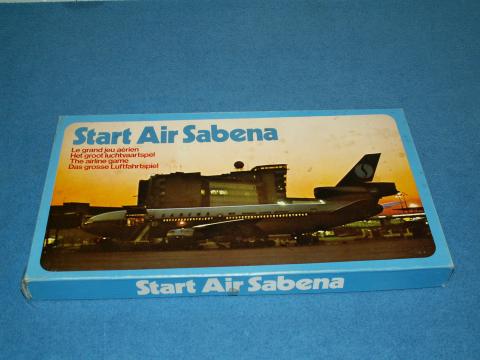 Start Air Sabena
Le grand jeu aérien
Het groot luchtvaartspel
The airline game
Das grosse Luftfahrtspiel
Start Air Sabena